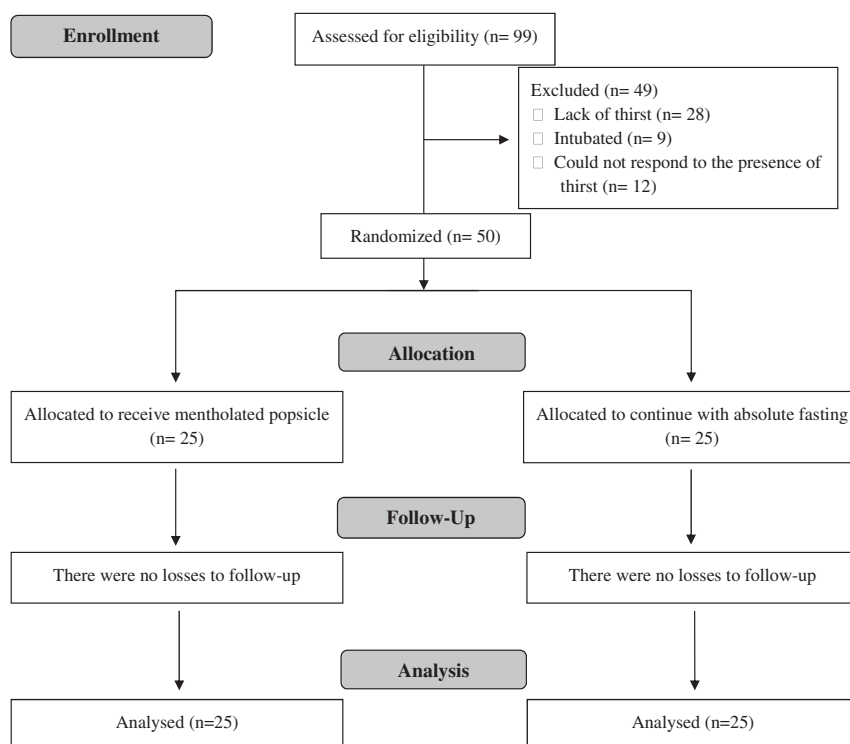 Enrollment
Assessed for eligibility (n= 99)
Excluded (n= 49)
Lack of thirst (n= 28)
Intubated (n= 9)
Could not respond to the presence of
thirst (n= 12)
Randomized (n= 50)
Allocation
Allocated to receive mentholated popsicle
(n= 25)
Allocated to continue with absolute fasting
(n= 25)
Follow-Up
There were no losses to follow-up
There were no losses to follow-up
Analysis
Analysed (n=25)
Analysed (n=25)